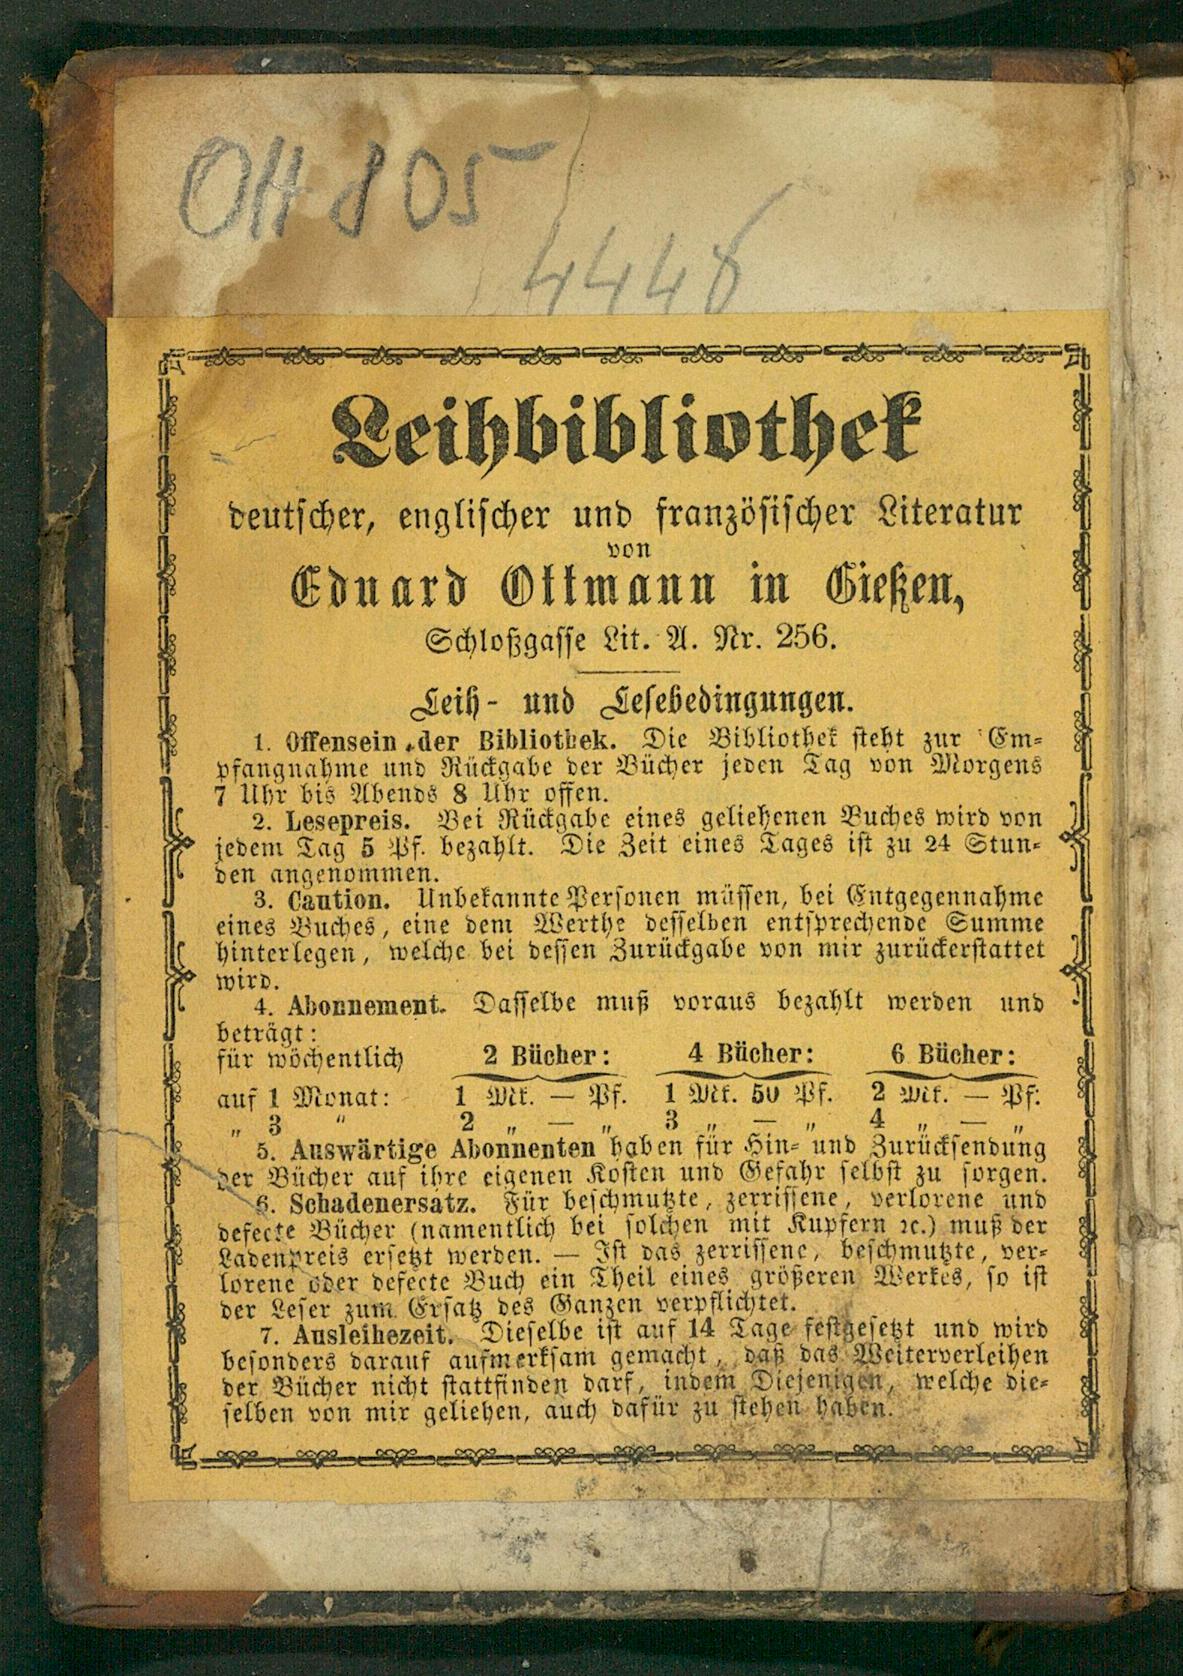 OH 805
4448
Leihbibliothek
deutscher, englischer und französischer Literatur
von
Eduard Ottmann in Gießen,
Schloßgasse Lit. A. Nr. 256.
Leih- und Lesebedingungen.
1. Offensein der Bibliothek. Die Bibliothek steht zur Em-
pfangnahme und Rückgabe der Bücher jeden Tag von Morgens
7 Uhr bis Abends 8 Uhr offen.
2. Lesepreis. Bei Rückgabe eines geliehenen Buches wird von
jedem Tag 5 Pf. bezahlt. Die Zeit eines Tages ist zu 24 Stun-
den angenommen.
3. Caution. Unbekannte Personen müssen, bei Entgegennahme
eines Buches, eine dem Werthe desselben entsprechende Summe
hinterlegen, welche bei dessen Zurückgabe von mir zurückerstattet
wird.
4. Abonnement. Dasselbe muß voraus bezahlt werden und
beträgt:
für wöchentlich 2 Bücher: 4 Bücher: 6 Bücher:
auf 1 Monat: 1 Mk. — Pf. 1 Mk. 50 Pf. 2 Mk. — Pf.
„ 3 „ 2 „ — „ 3 „ — „ 4 „ — „
5. Auswärtige Abonnenten haben für Hin- und Zurücksendung
der Bücher auf ihre eigenen Kosten und Gefahr selbst zu sorgen.
6. Schadenersatz. Für beschmutzte, zerrissene, verlorene und
defecte Bücher (namentlich bei solchen mit Kupfern ꝛc.) muß der
Ladenpreis ersetzt werden. — Ist das zerrissene, beschmutzte, ver-
lorene oder defecte Buch ein Theil eines größeren Werkes, so ist
der Leser zum Ersatz des Ganzen verpflichtet.
7. Ausleihezeit. Dieselbe ist auf 14 Tage festgesetzt und wird
besonders darauf aufmerksam gemacht, daß das Weiterverleihen
der Bücher nicht stattfinden darf, indem Diejenigen, welche die-
selben von mir geliehen, auch dafür zu stehen haben.